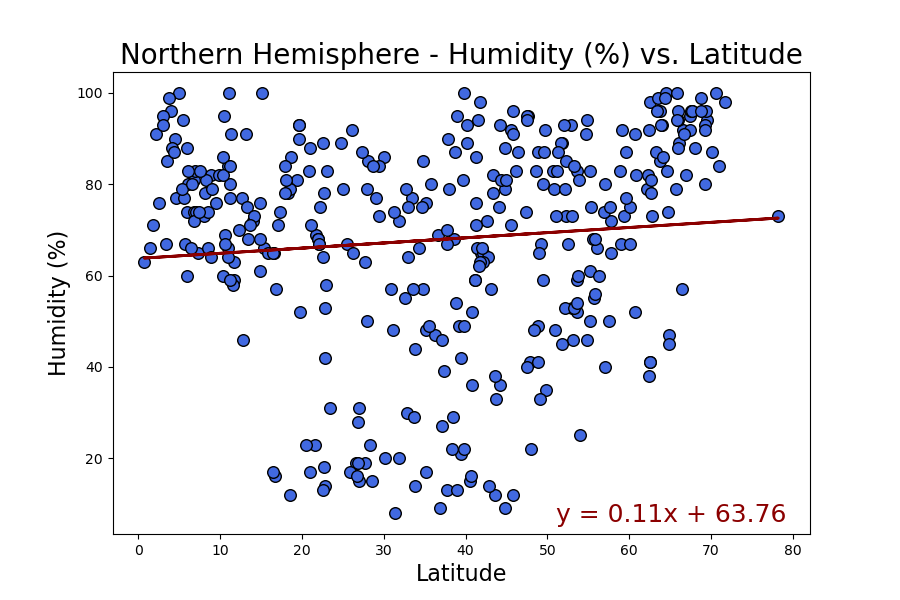 Northern Hemisphere - Humidity (%) vs. Latitude
100
80
60
40
20
Humidity (%)
y = 0.11x + 63.76
0 10 20 30 40 50 60 70 80
Latitude